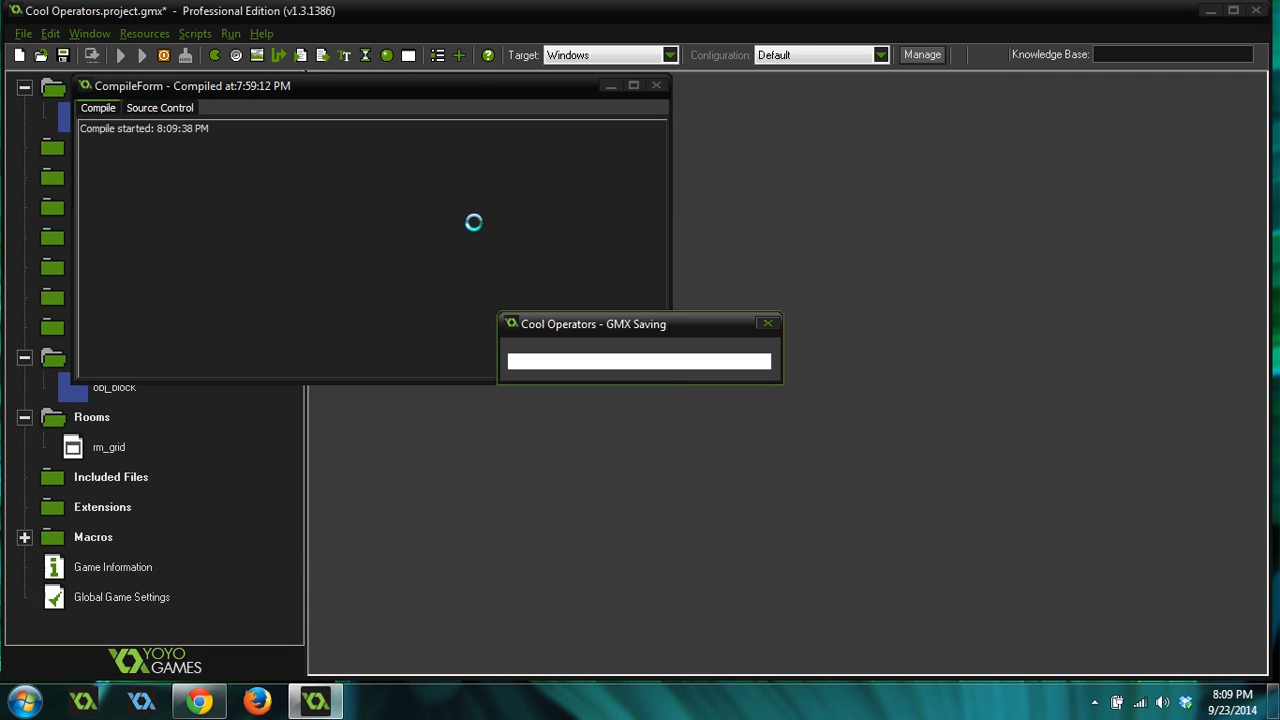 Cool Operators.project.gmx* - Professional Edition (v1.3.1386)
File Edit Window Resources Scripts Run Help
Target: Windows Configuration: Default Manage Knowledge Base:
CompileForm - Compiled at:7:59:12 PM
Compile Source Control
Compile started: 8:09:38 PM
Cool Operators - GMX Saving
obj_block
Rooms
rm_grid
Included Files
Extensions
Macros
Game Information
Global Game Settings
YOYO
GAMES
8:09 PM
9/23/2014